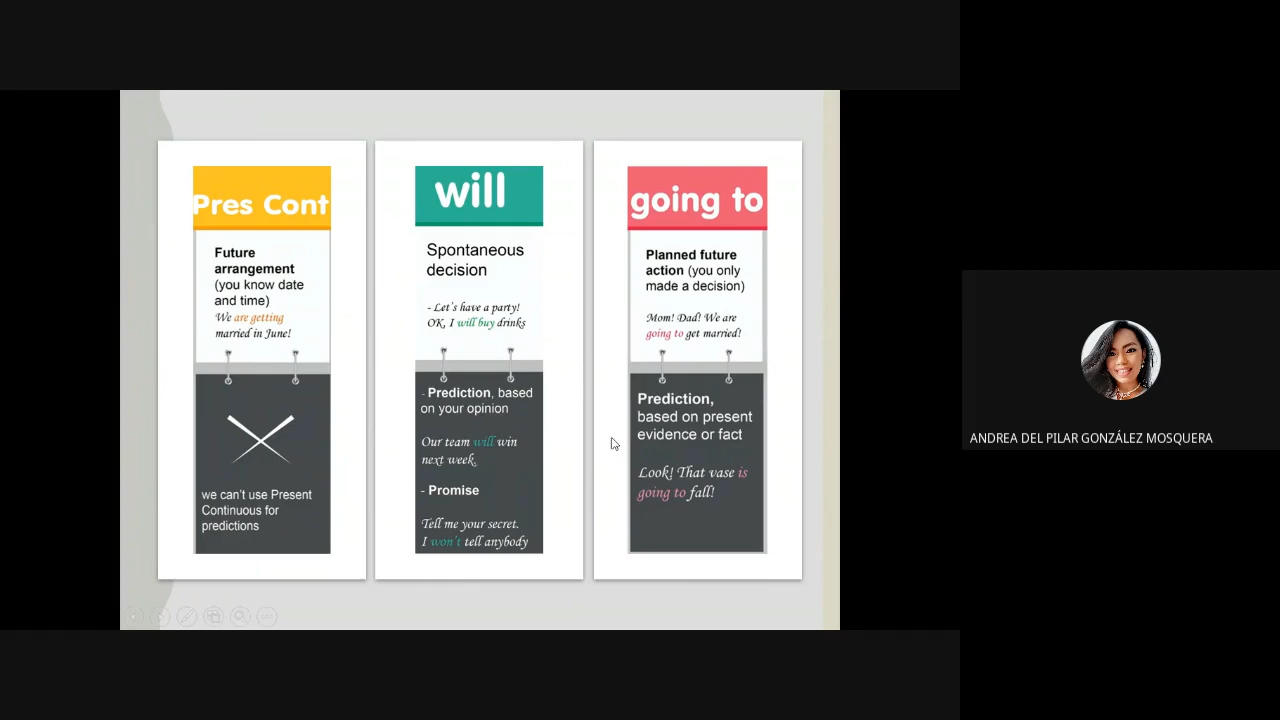 Pres Cont
Future
arrangement
(you know date
and time)
We are getting
married in June!
we can't use Present
Continuous for
predictions
will
Spontaneous
decision
- Let's have a party!
OK, I will buy drinks
- Prediction, based
on your opinion
Our team will win
next week.
- Promise
Tell me your secret.
I won't tell anybody
going to
Planned future
action (you only
made a decision)
Mom! Dad! We are
going to get married!
Prediction,
based on present
evidence or fact
Look! That vase is
going to fall!
ANDREA DEL PILAR GONZÁLEZ MOSQUERA